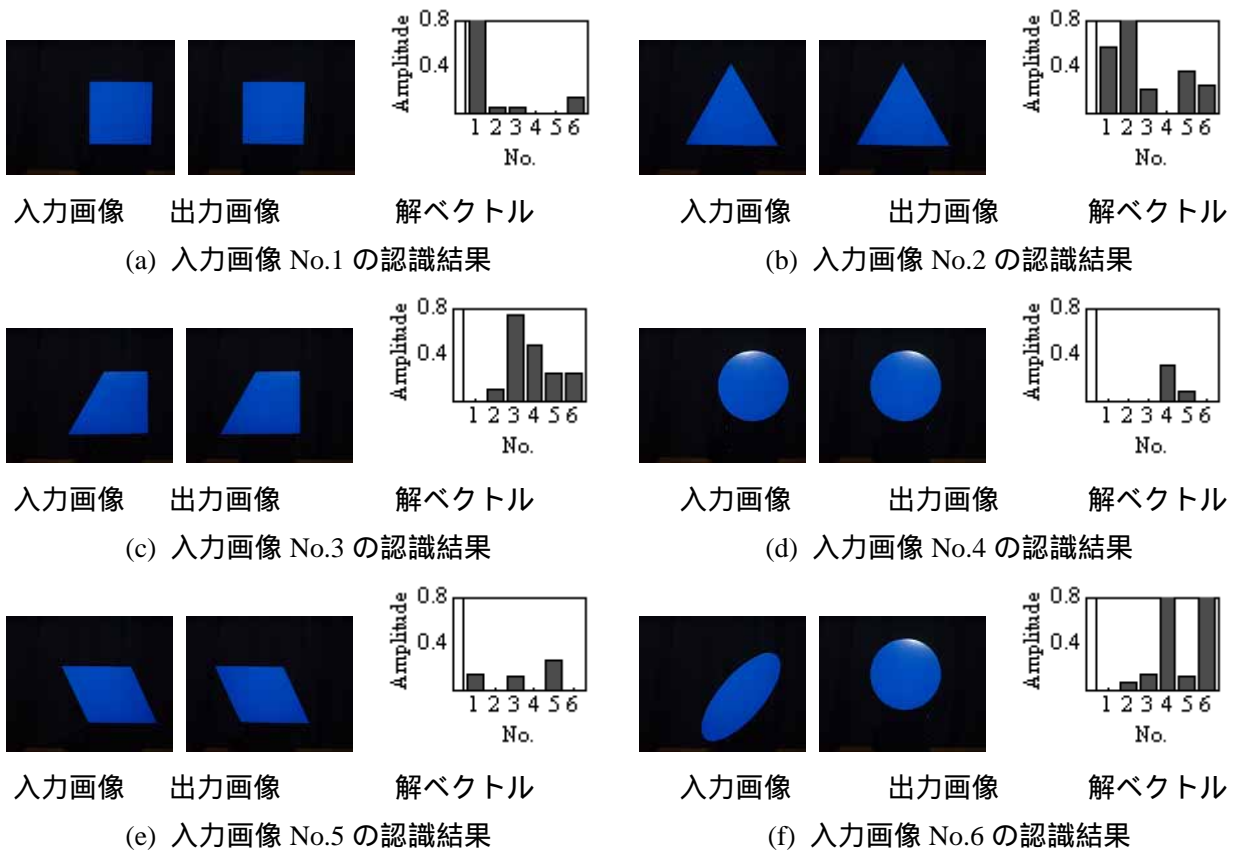 0.8
0.4
Amplitude
1 2 3 4 5 6
No.
入力画像 出力画像 解ベクトル
(a) 入力画像 No.1 の認識結果
0.8
0.4
Amplitude
1 2 3 4 5 6
No.
入力画像 出力画像 解ベクトル
(b) 入力画像 No.2 の認識結果
0.8
0.4
Amplitude
1 2 3 4 5 6
No.
入力画像 出力画像 解ベクトル
(c) 入力画像 No.3 の認識結果
0.8
0.4
Amplitude
1 2 3 4 5 6
No.
入力画像 出力画像 解ベクトル
(d) 入力画像 No.4 の認識結果
0.8
0.4
Amplitude
1 2 3 4 5 6
No.
入力画像 出力画像 解ベクトル
(e) 入力画像 No.5 の認識結果
0.8
0.4
Amplitude
1 2 3 4 5 6
No.
入力画像 出力画像 解ベクトル
(f) 入力画像 No.6 の認識結果